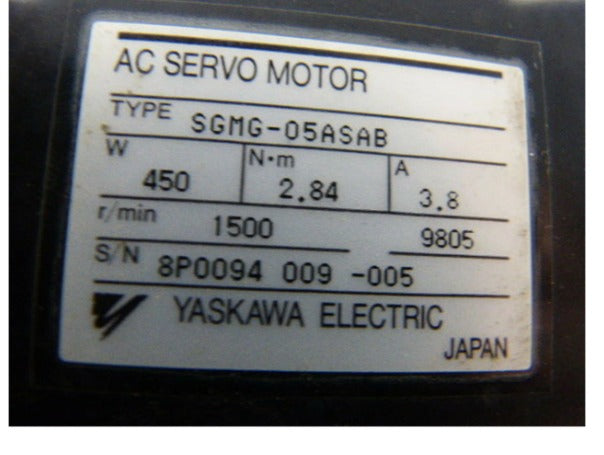 AC SERVO MOTOR
TYPE SGMG-05ASAB
W 450 N·m 2.84 A 3.8
r/min 1500 9805
S/N 8P0094 009 -005
YASKAWA ELECTRIC
JAPAN